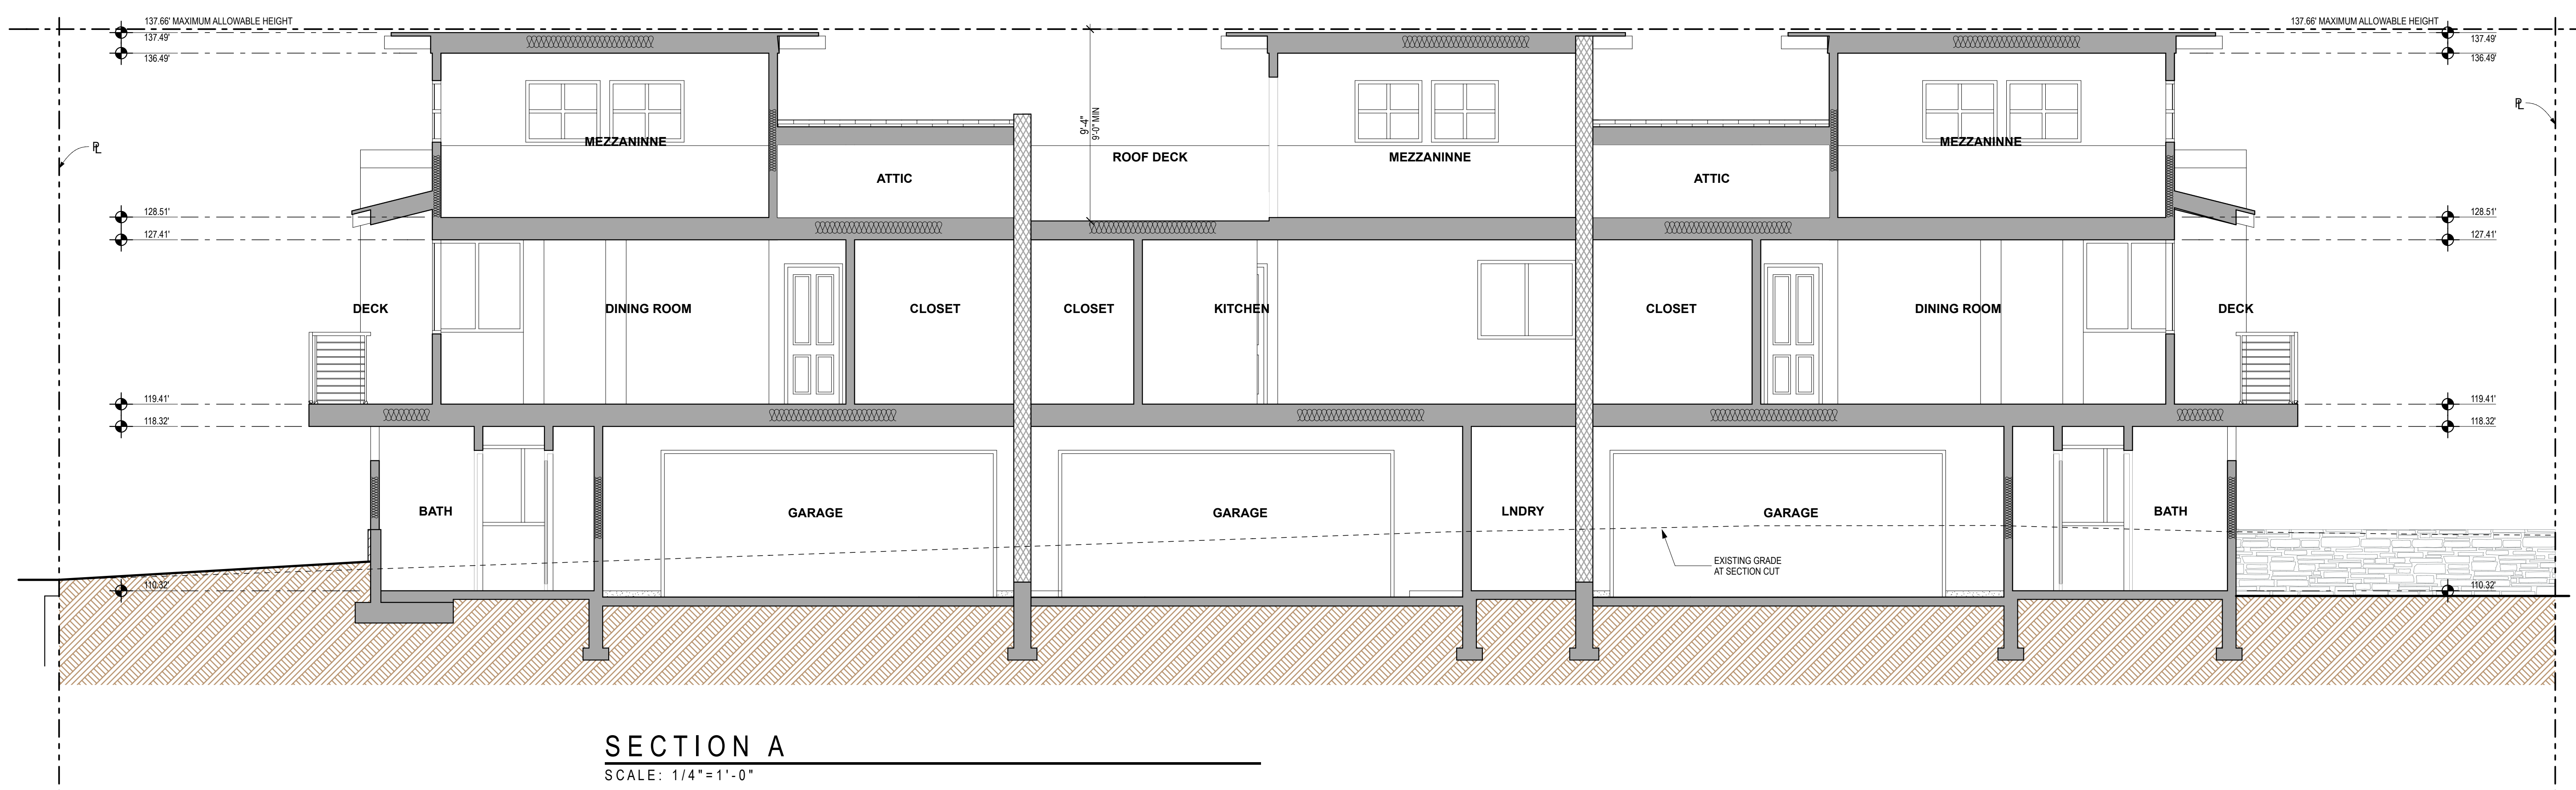 137.66' MAXIMUM ALLOWABLE HEIGHT
137.66' MAXIMUM ALLOWABLE HEIGHT
137.49'
137.49'
136.49'
136.49'
PL
PL
9'-4"
9'-0" MIN
MEZZANINNE
MEZZANINNE
ROOF DECK
MEZZANINNE
ATTIC
ATTIC
128.51'
128.51'
127.41'
127.41'
DECK
DINING ROOM
CLOSET
CLOSET
KITCHEN
CLOSET
DINING ROOM
DECK
119.41'
119.41'
118.32'
118.32'
BATH
GARAGE
GARAGE
LNDRY
GARAGE
BATH
EXISTING GRADE
AT SECTION CUT
110.32'
110.32'
SECTION A
SCALE: 1/4"=1'-0"